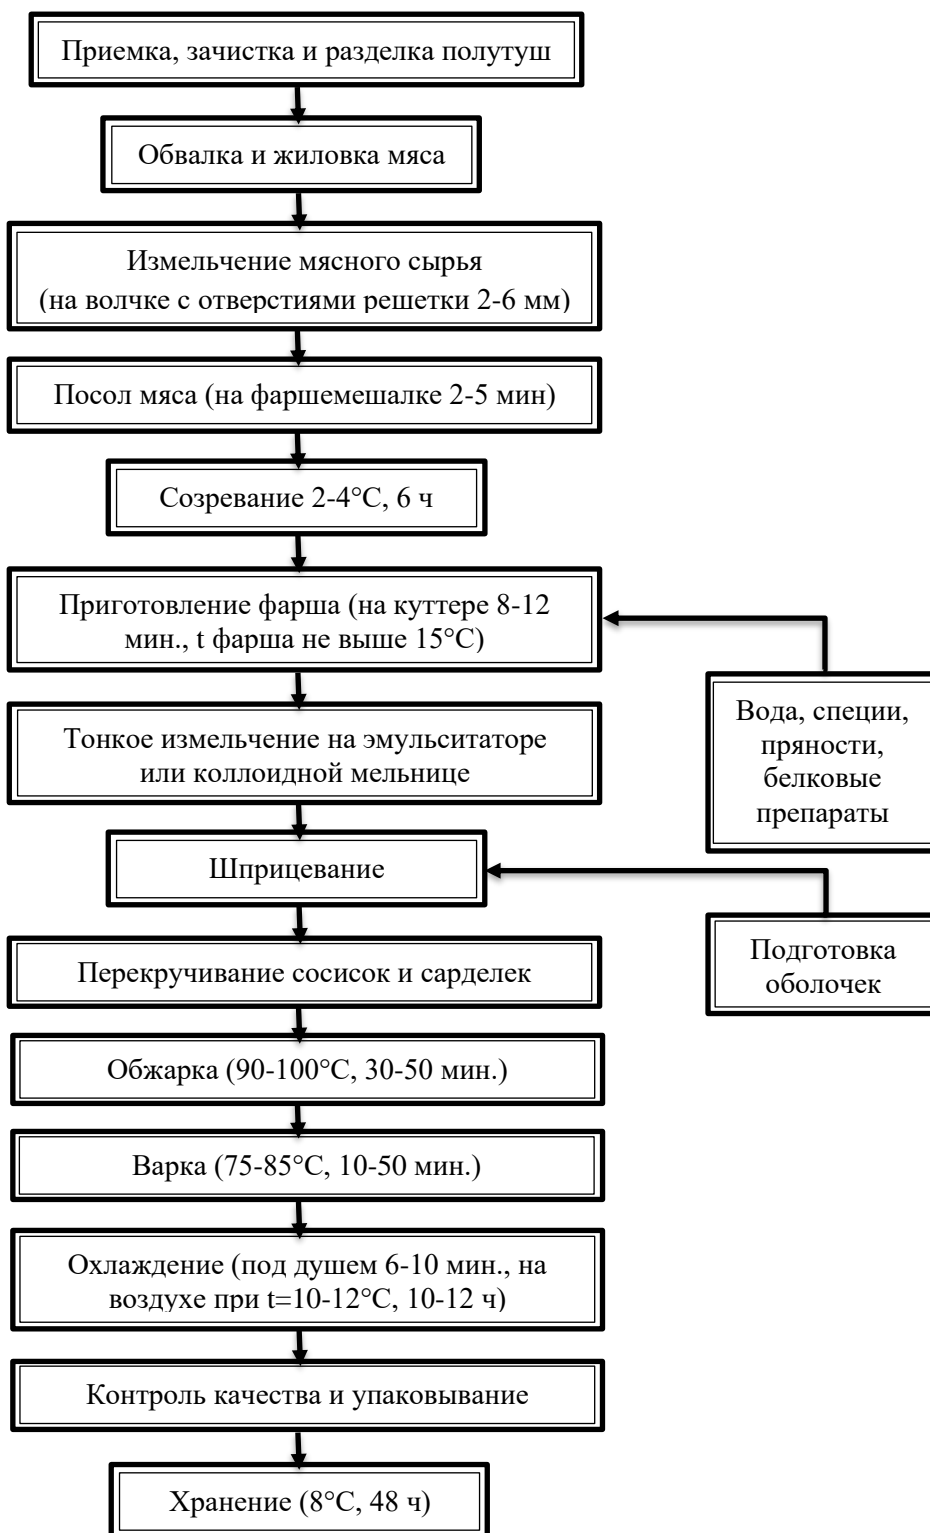 Приемка, зачистка и разделка полутуш
Обвалка и жиловка мяса
Измельчение мясного сырья
(на волчке с отверстиями решетки 2-6 мм)
Посол мяса (на фаршемешалке 2-5 мин)
Созревание 2-4°С, 6 ч
Приготовление фарша (на куттере 8-12
мин., t фарша не выше 15°С)
Вода, специи,
пряности,
белковые
препараты
Тонкое измельчение на эмульситаторе
или коллоидной мельнице
Шприцевание
Подготовка
оболочек
Перекручивание сосисок и сарделек
Обжарка (90-100°С, 30-50 мин.)
Варка (75-85°С, 10-50 мин.)
Охлаждение (под душем 6-10 мин., на
воздухе при t=10-12°С, 10-12 ч)
Контроль качества и упаковывание
Хранение (8°С, 48 ч)